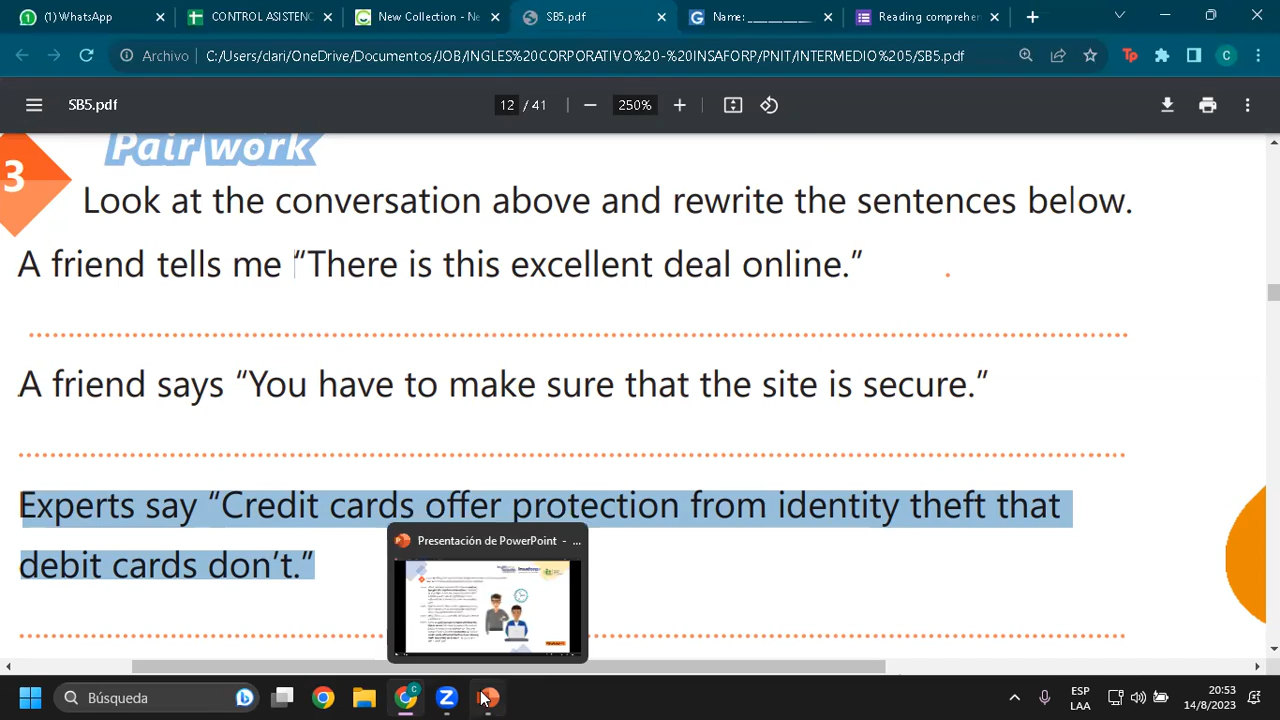 (1) WhatsApp
CONTROL ASISTENC
New Collection - Ne
SB5.pdf
Name: ________
Reading compreher
Archivo
C:/Users/clari/OneDrive/Documentos/JOB/INGLES%20CORPORATIVO%20-%20INSAFORP/PNIT/INTERMEDIO%205/SB5.pdf
SB5.pdf
12 / 41
250%
Pair work
3
Look at the conversation above and rewrite the sentences below.
A friend tells me “There is this excellent deal online.”
A friend says “You have to make sure that the site is secure.”
Experts say “Credit cards offer protection from identity theft that
debit cards don’t.”
Presentación de PowerPoint - ...
Búsqueda
ESP
LAA
20:53
14/8/2023